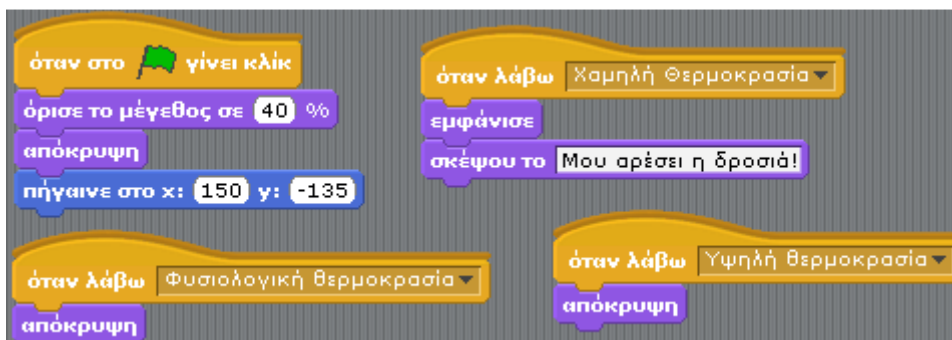 όταν στο γίνει κλίκ
όρισε το μέγεθος σε 40 %
απόκρυψη
πήγαινε στο x: 150 y: -135
όταν λάβω Χαμηλή Θερμοκρασία
εμφάνισε
σκέψου το Μου αρέσει η δροσιά!
όταν λάβω Φυσιολογική θερμοκρασία
απόκρυψη
όταν λάβω Υψηλή θερμοκρασία
απόκρυψη